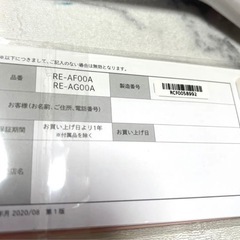 ※以下につきまして、ご記入のない場合は無効となります。
品番
RE-AF00A
RE-AG00A
製造番号
お客様(お名前、ご住所、電話番号)
保証期間
お買い上げ日より1年
※付属品を除く
お買い上げ日
店名
年月 2020/08 第1版